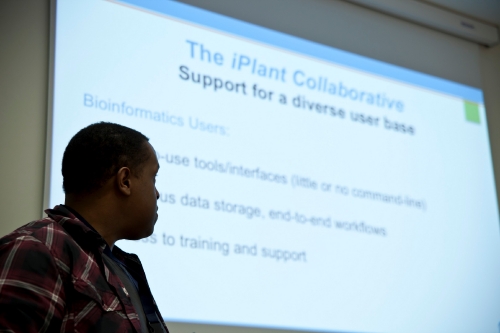 The iPlant Collaborative
Support for a diverse user base
Bioinformatics Users:
-use tools/interfaces (little or no command-line)
data storage, end-to-end workflows
to training and support